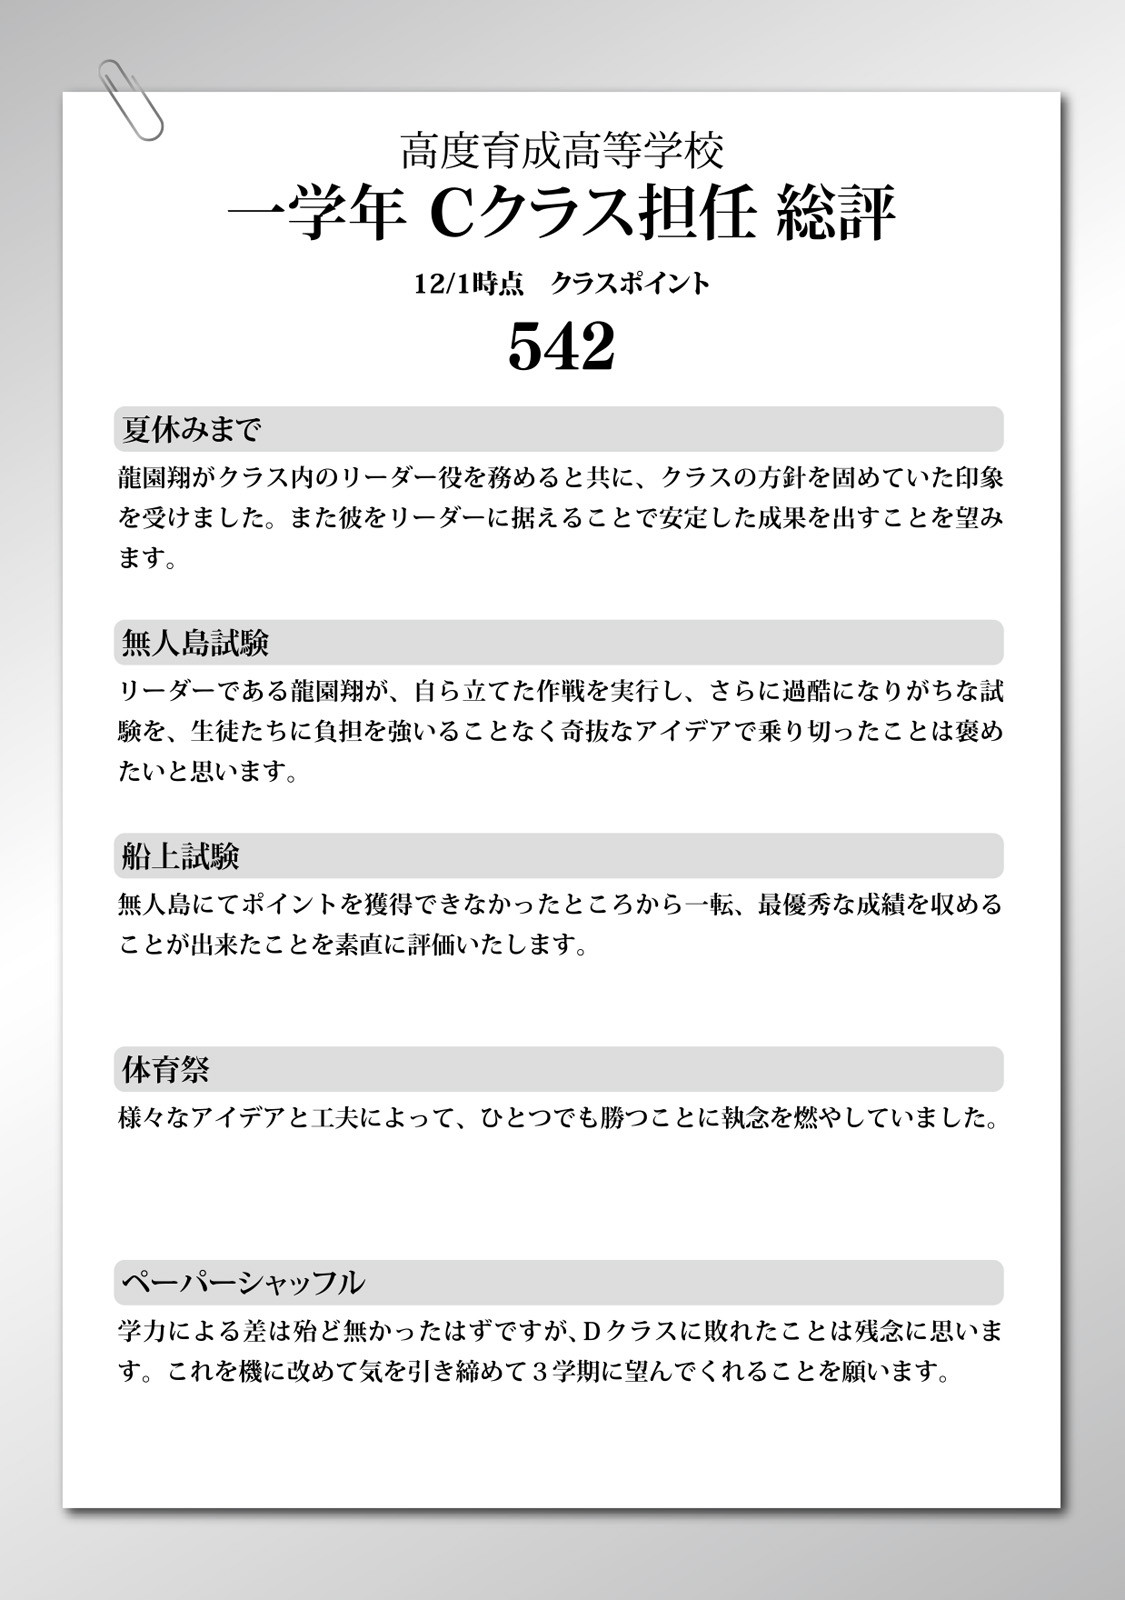 高度育成高等学校
一学年 Cクラス担任 総評
12/1時点　クラスポイント
542
夏休みまで
龍園翔がクラス内のリーダー役を務めると共に、クラスの方針を固めていた印象
を受けました。また彼をリーダーに据えることで安定した成果を出すことを望み
ます。
無人島試験
リーダーである龍園翔が、自ら立てた作戦を実行し、さらに過酷になりがちな試
験を、生徒たちに負担を強いることなく奇抜なアイデアで乗り切ったことは褒め
たいと思います。
船上試験
無人島にてポイントを獲得できなかったところから一転、最優秀な成績を収める
ことが出来たことを素直に評価いたします。
体育祭
様々なアイデアと工夫によって、ひとつでも勝つことに執念を燃やしていました。
ペーパーシャッフル
学力による差は殆ど無かったはずですが、Dクラスに敗れたことは残念に思いま
す。これを機に改めて気を引き締めて３学期に望んでくれることを願います。